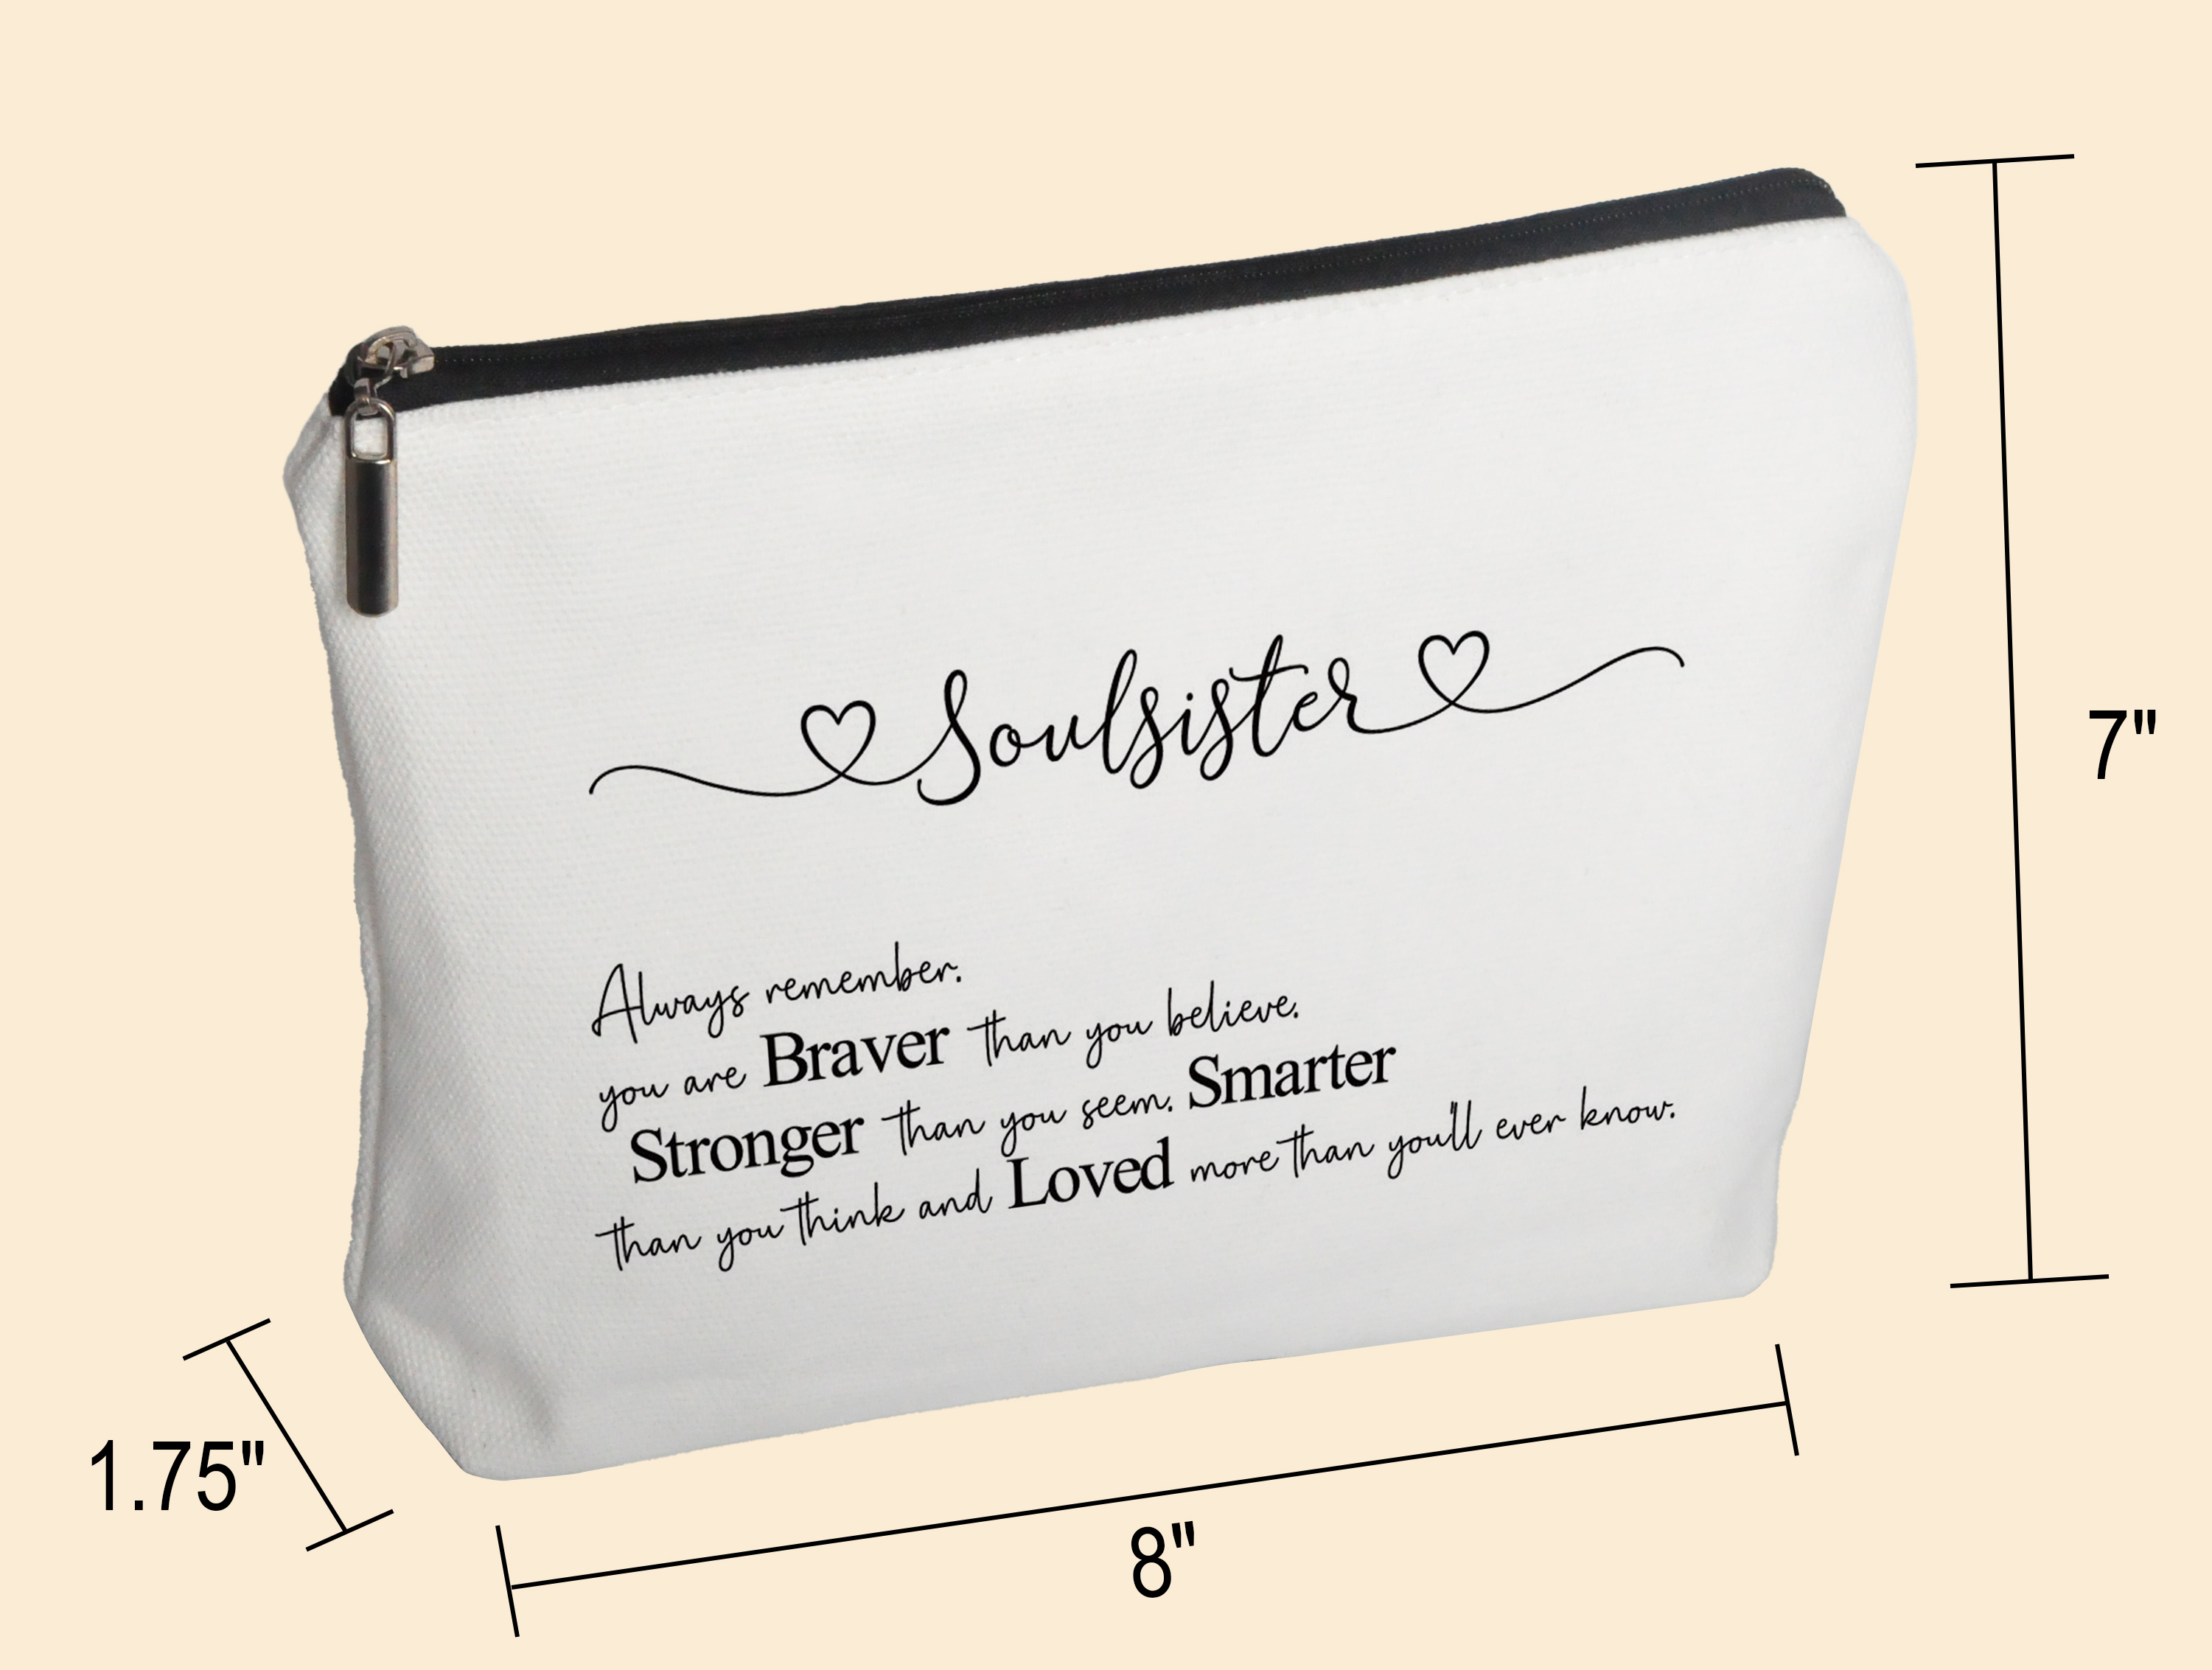 Soulsister
Always remember.
you are Braver than you believe.
Stronger than you seem. Smarter
than you think and Loved more than you'll ever know.
7"
1.75"
8"